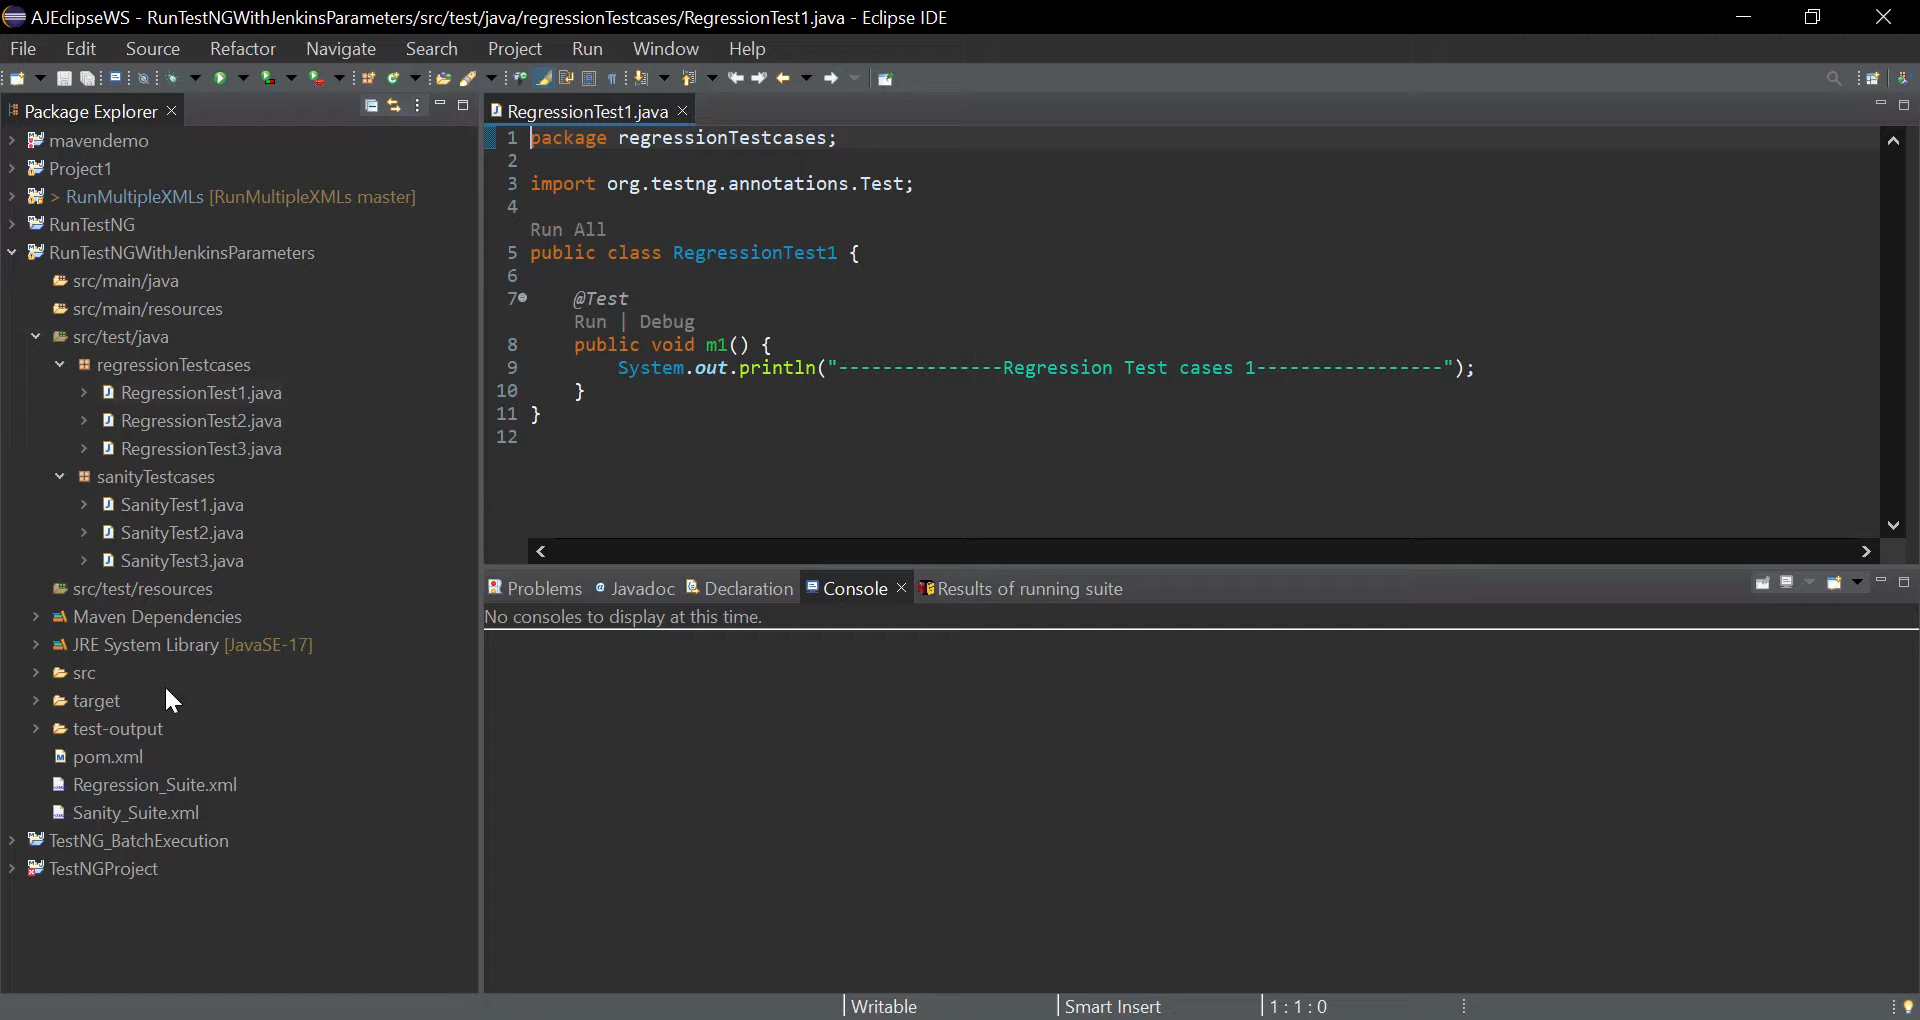 AJEclipseWS - RunTestNGWithJenkinsParameters/src/test/java/regressionTestcases/RegressionTest1.java - Eclipse IDE
File Edit Source Refactor Navigate Search Project Run Window Help
Package Explorer
mavendemo
Project1
> RunMultipleXMLs [RunMultipleXMLs master]
RunTestNG
RunTestNGWithJenkinsParameters
src/main/java
src/main/resources
src/test/java
regressionTestcases
RegressionTest1.java
RegressionTest2.java
RegressionTest3.java
sanityTestcases
SanityTest1.java
SanityTest2.java
SanityTest3.java
src/test/resources
Maven Dependencies
JRE System Library [JavaSE-17]
src
target
test-output
pom.xml
Regression_Suite.xml
Sanity_Suite.xml
TestNG_BatchExecution
TestNGProject
RegressionTest1.java
1 package regressionTestcases;
2
3 import org.testng.annotations.Test;
4
Run All
5 public class RegressionTest1 {
6
7 @Test
Run | Debug
8 public void m1() {
9 System.out.println("---------------Regression Test cases 1-----------------");
10 }
11 }
12
Problems Javadoc Declaration Console Results of running suite
No consoles to display at this time.
Writable Smart Insert 1 : 1 : 0